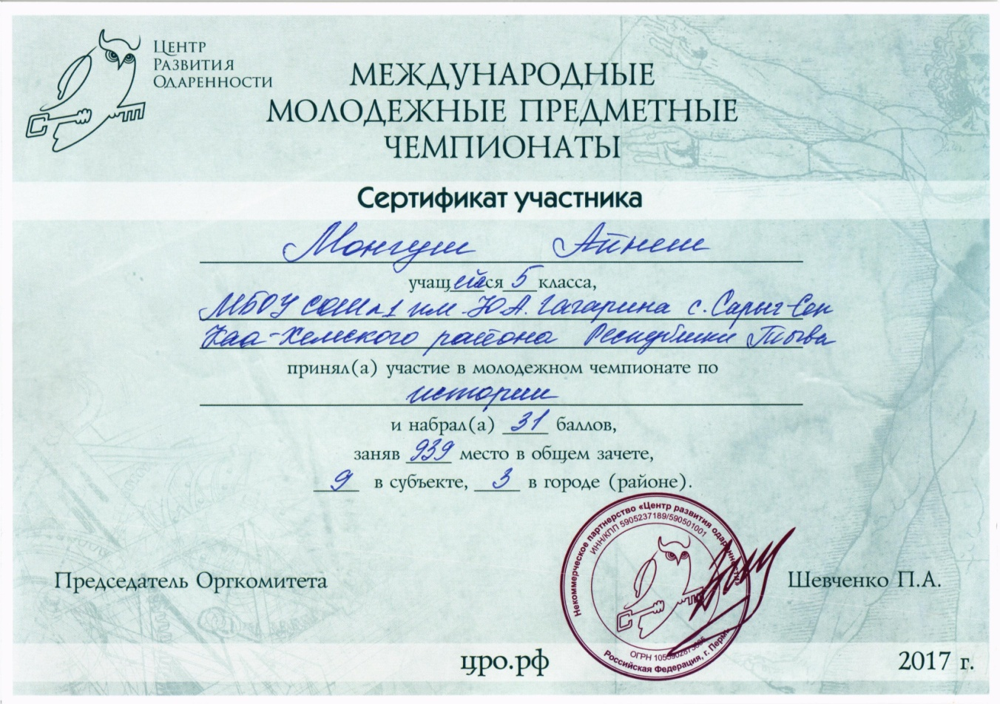 ЦЕНТР
РАЗВИТИЯ
ОДАРЕННОСТИ
МЕЖДУНАРОДНЫЕ
МОЛОДЕЖНЫЕ ПРЕДМЕТНЫЕ
ЧЕМПИОНАТЫ
Сертификат участника
Монгуш Айнеш
учащейся 5 класса,
МБОУ СОШ №1 им. Ю.А. Гагарина с. Сарыг-Сеп
Каа-Хемского района Республики Тыва
принял(а) участие в молодежном чемпионате по
истории
и набрал(а) 31 баллов,
заняв 939 место в общем зачете,
9 в субъекте, 3 в городе (районе).
Некоммерческое партнерство «Центр развития одаренности»
ИНН/КПП 5905237189/590501001
ОГРН
Российская Федерация, г. Пермь
Председатель Оргкомитета
Шевченко П.А.
цро.рф
2017 г.